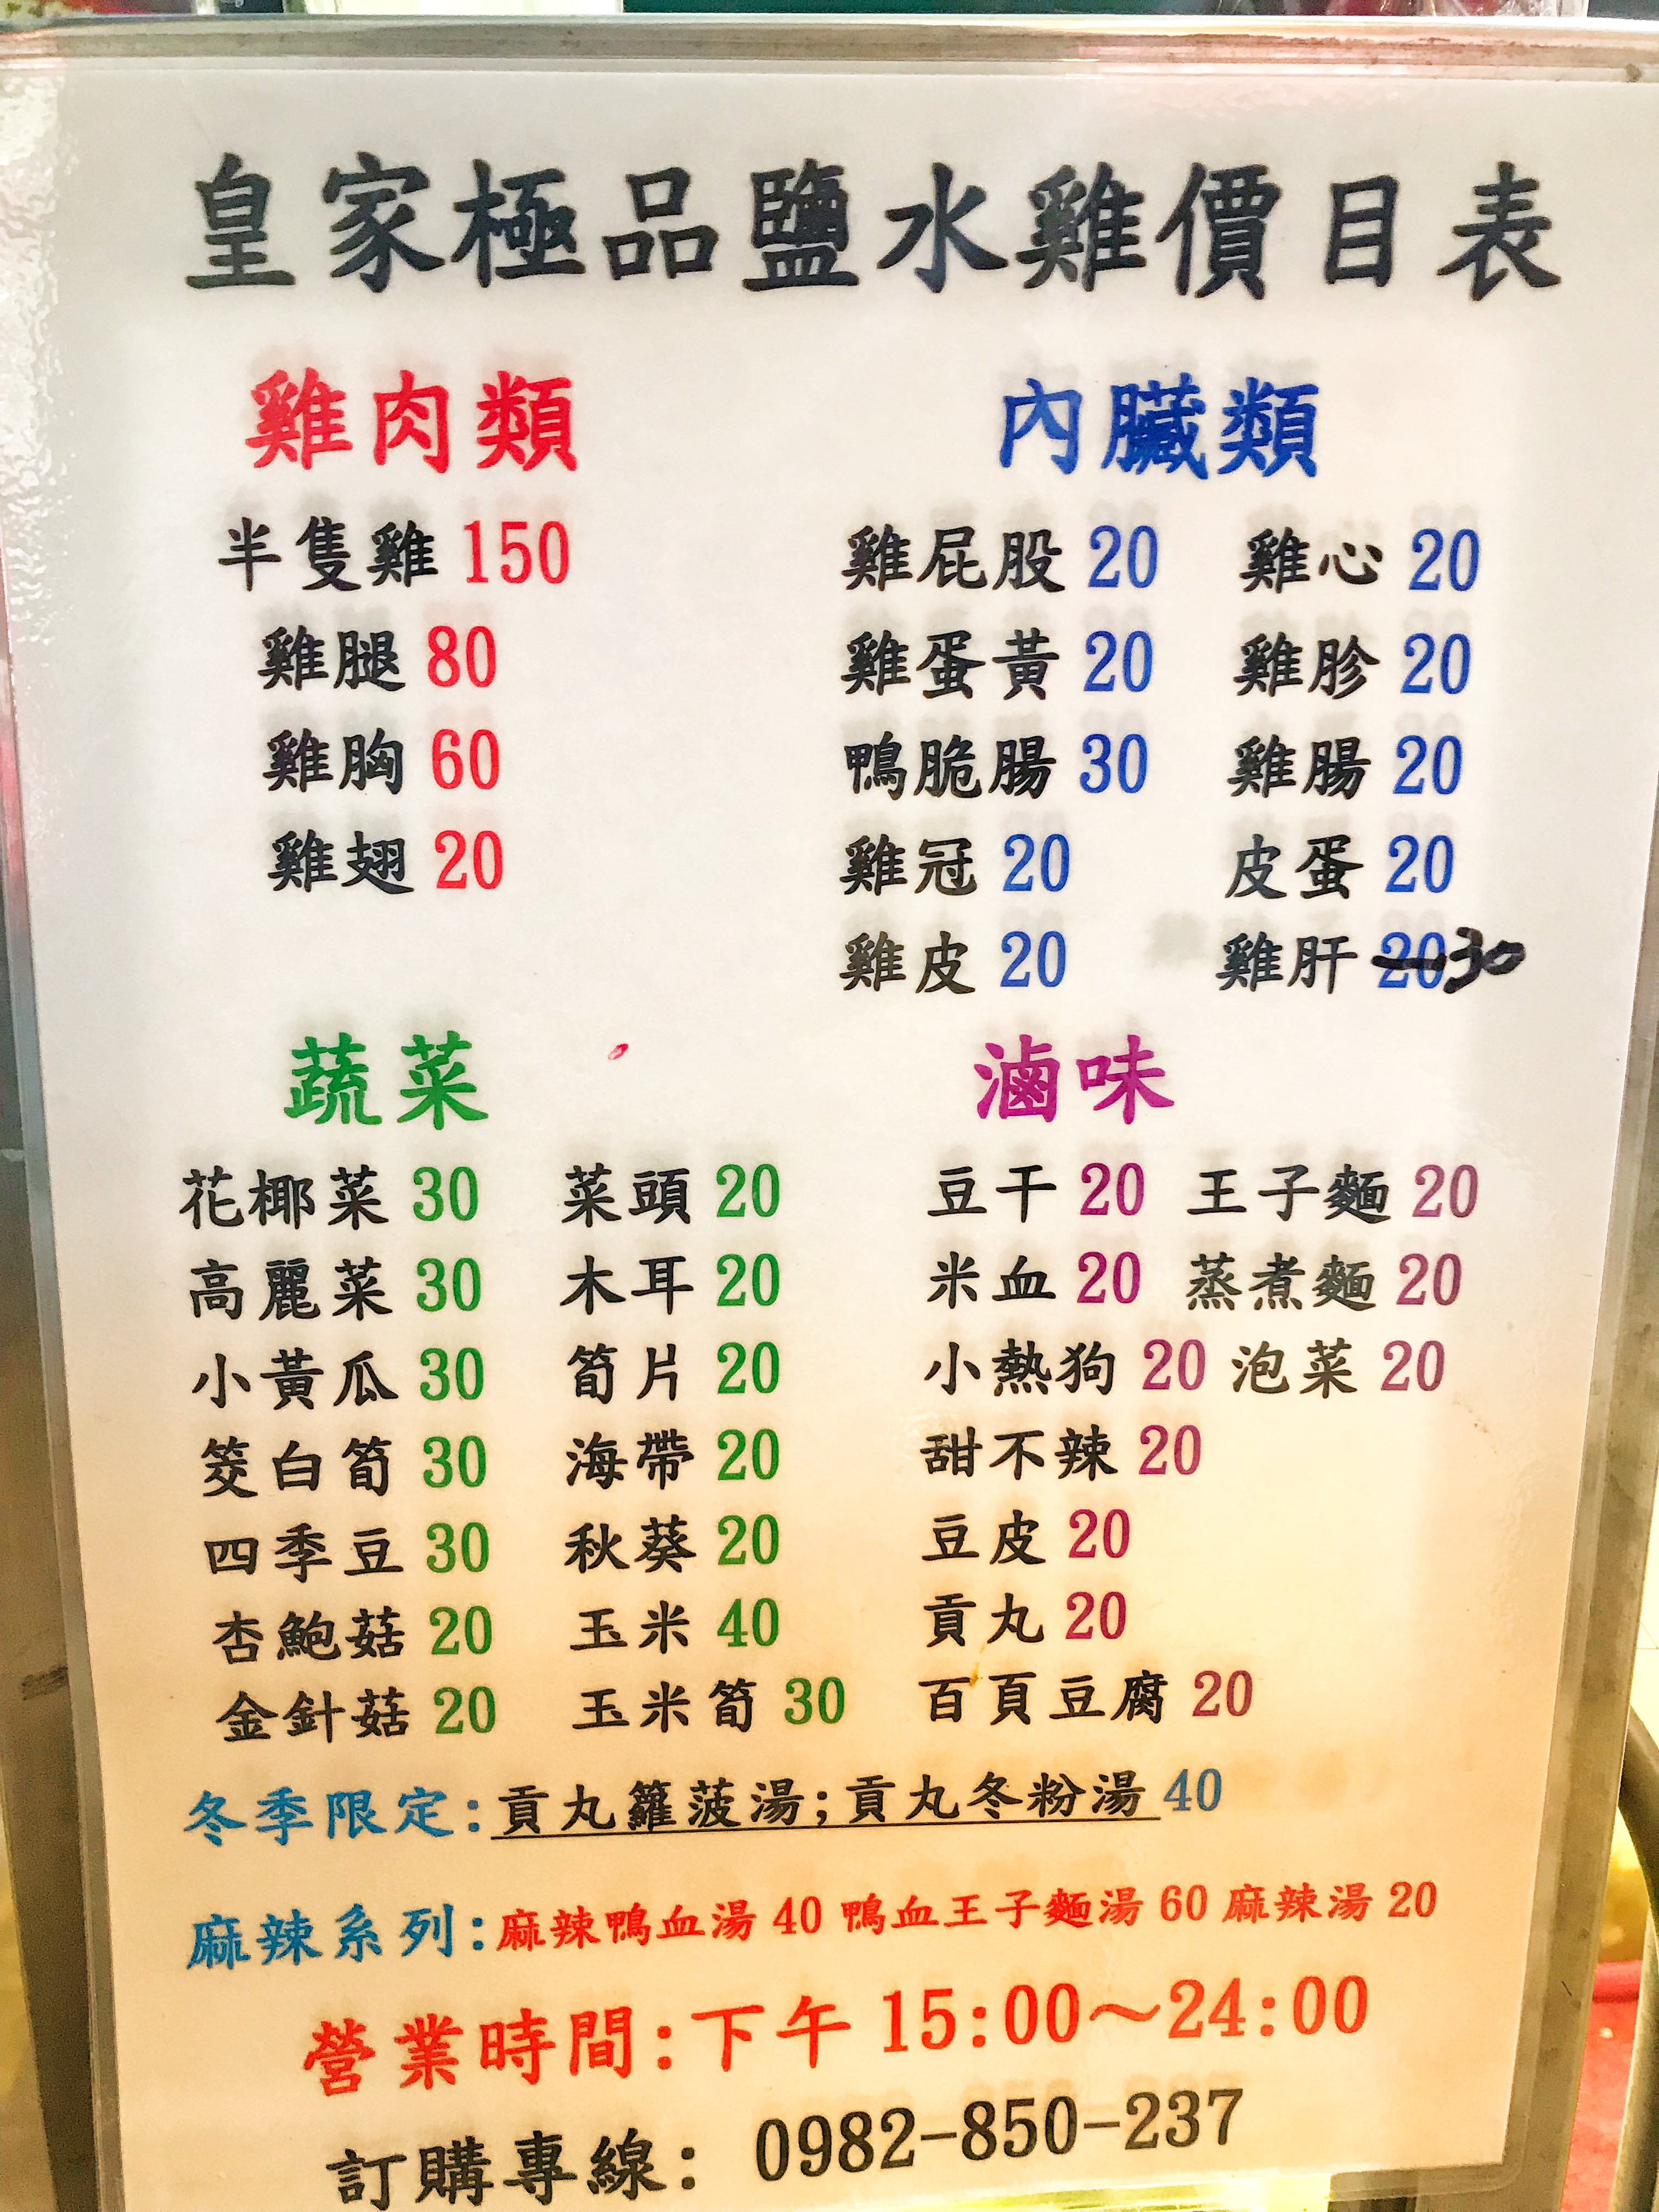 皇家極品鹽水雞價目表
雞肉類
半隻雞 150
雞腿 80
雞胸 60
雞翅 20
內臟類
雞屁股 20 雞心 20
雞蛋黃 20 雞胗 20
鴨脆腸 30 雞腸 20
雞冠 20 皮蛋 20
雞皮 20 雞肝 20 30
蔬菜
花椰菜 30 菜頭 20
高麗菜 30 木耳 20
小黃瓜 30 筍片 20
筊白筍 30 海帶 20
四季豆 30 秋葵 20
杏鮑菇 20 玉米 40
金針菇 20 玉米筍 30
滷味
豆干 20 王子麵 20
米血 20 蒸煮麵 20
小熱狗 20 泡菜 20
甜不辣 20
豆皮 20
貢丸 20
百頁豆腐 20
冬季限定:貢丸蘿菠湯;貢丸冬粉湯 40
麻辣系列:麻辣鴨血湯 40 鴨血王子麵湯 60 麻辣湯 20
營業時間:下午 15:00～24:00
訂購專線: 0982-850-237